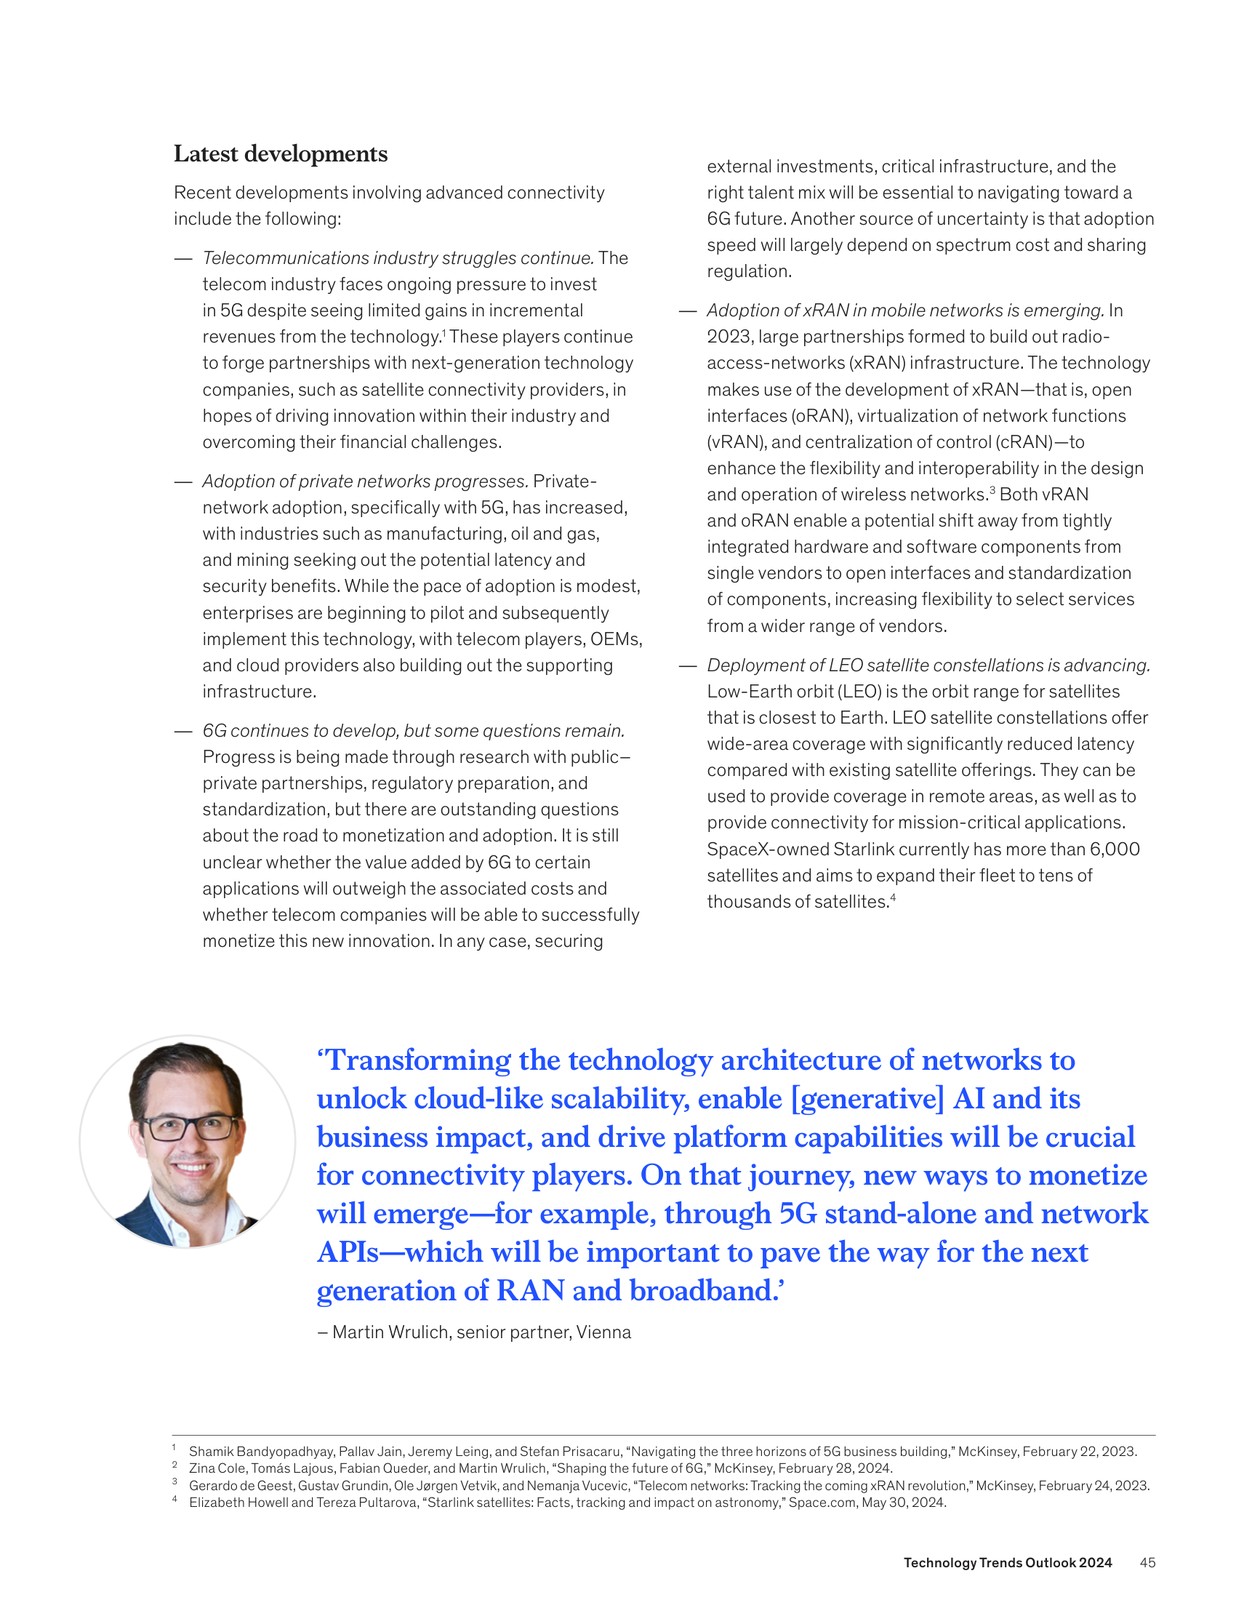 Latest developments
Recent developments involving advanced connectivity
include the following:
— Telecommunications industry struggles continue. The
telecom industry faces ongoing pressure to invest
in 5G despite seeing limited gains in incremental
revenues from the technology.¹ These players continue
to forge partnerships with next-generation technology
companies, such as satellite connectivity providers, in
hopes of driving innovation within their industry and
overcoming their financial challenges.
— Adoption of private networks progresses. Private-
network adoption, specifically with 5G, has increased,
with industries such as manufacturing, oil and gas,
and mining seeking out the potential latency and
security benefits. While the pace of adoption is modest,
enterprises are beginning to pilot and subsequently
implement this technology, with telecom players, OEMs,
and cloud providers also building out the supporting
infrastructure.
— 6G continues to develop, but some questions remain.
Progress is being made through research with public–
private partnerships, regulatory preparation, and
standardization, but there are outstanding questions
about the road to monetization and adoption. It is still
unclear whether the value added by 6G to certain
applications will outweigh the associated costs and
whether telecom companies will be able to successfully
monetize this new innovation. In any case, securing
external investments, critical infrastructure, and the
right talent mix will be essential to navigating toward a
6G future. Another source of uncertainty is that adoption
speed will largely depend on spectrum cost and sharing
regulation.
— Adoption of xRAN in mobile networks is emerging. In
2023, large partnerships formed to build out radio-
access-networks (xRAN) infrastructure. The technology
makes use of the development of xRAN—that is, open
interfaces (oRAN), virtualization of network functions
(vRAN), and centralization of control (cRAN)—to
enhance the flexibility and interoperability in the design
and operation of wireless networks.³ Both vRAN
and oRAN enable a potential shift away from tightly
integrated hardware and software components from
single vendors to open interfaces and standardization
of components, increasing flexibility to select services
from a wider range of vendors.
— Deployment of LEO satellite constellations is advancing.
Low-Earth orbit (LEO) is the orbit range for satellites
that is closest to Earth. LEO satellite constellations offer
wide-area coverage with significantly reduced latency
compared with existing satellite offerings. They can be
used to provide coverage in remote areas, as well as to
provide connectivity for mission-critical applications.
SpaceX-owned Starlink currently has more than 6,000
satellites and aims to expand their fleet to tens of
thousands of satellites.⁴
‘Transforming the technology architecture of networks to
unlock cloud-like scalability, enable [generative] AI and its
business impact, and drive platform capabilities will be crucial
for connectivity players. On that journey, new ways to monetize
will emerge—for example, through 5G stand-alone and network
APIs—which will be important to pave the way for the next
generation of RAN and broadband.’
– Martin Wrulich, senior partner, Vienna
¹ Shamik Bandyopadhyay, Pallav Jain, Jeremy Leing, and Stefan Prisacaru, “Navigating the three horizons of 5G business building,” McKinsey, February 22, 2023.
² Zina Cole, Tomás Lajous, Fabian Queder, and Martin Wrulich, “Shaping the future of 6G,” McKinsey, February 28, 2024.
³ Gerardo de Geest, Gustav Grundin, Ole Jørgen Vetvik, and Nemanja Vucevic, “Telecom networks: Tracking the coming xRAN revolution,” McKinsey, February 24, 2023.
⁴ Elizabeth Howell and Tereza Pultarova, “Starlink satellites: Facts, tracking and impact on astronomy,” Space.com, May 30, 2024.
Technology Trends Outlook 2024 45